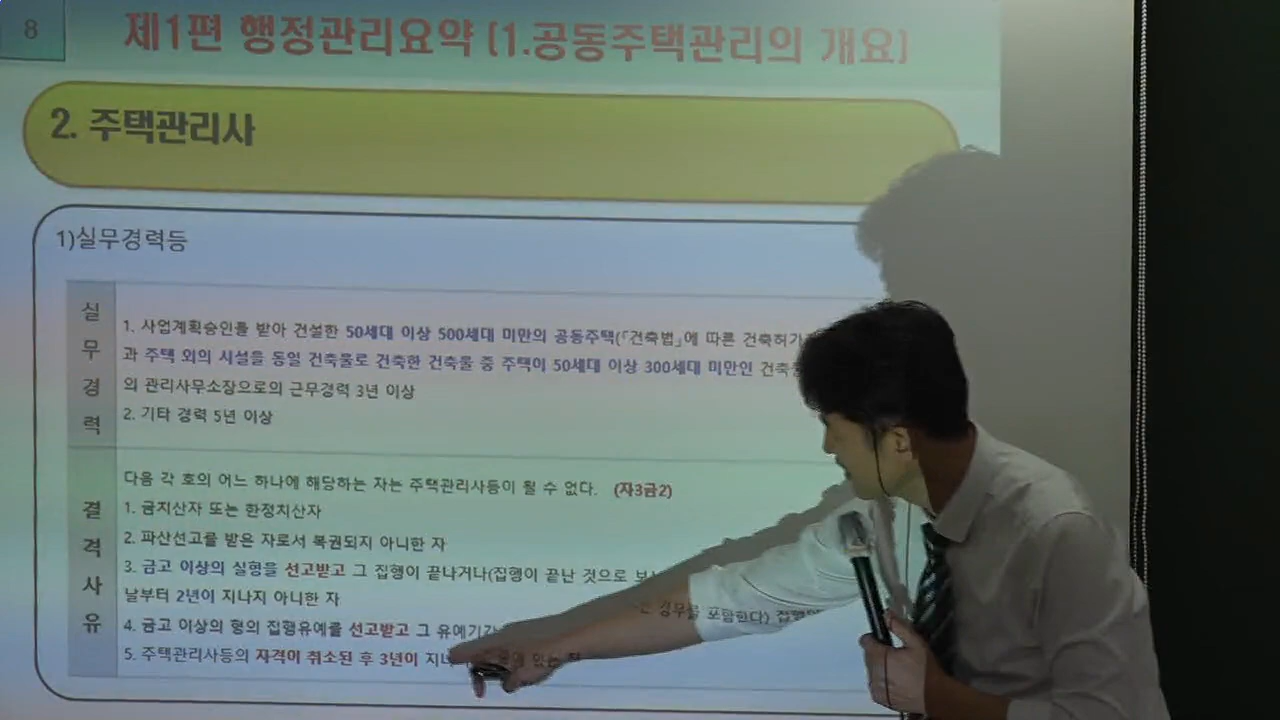 8
제1편 행정관리요약 (1.공동주택관리의 개요)
2. 주택관리사
1)실무경력등
실무경력
1. 사업계획승인를 받아 건설한 50세대 이상 500세대 미만의 공동주택(「건축법」에 따른 건축허가
과 주택 외의 시설을 동일 건축물로 건축한 건축물 중 주택이 50세대 이상 300세대 미만인 건축
의 관리사무소장으로의 근무경력 3년 이상
2. 기타 경력 5년 이상
결격사유
다음 각 호의 어느 하나에 해당하는 자는 주택관리사등이 될 수 없다. (자3금2)
1. 금치산자 또는 한정치산자
2. 파산선고를 받은 자로서 복권되지 아니한 자
3. 금고 이상의 실형을 선고받고 그 집행이 끝나거나(집행이 끝난 것으로 경우를 포함한다)
날부터 2년이 지나지 아니한 자
4. 금고 이상의 형의 집행유예를 선고받고 그 유예기간 있는 자
5. 주택관리사등의 자격이 취소된 후 3년이